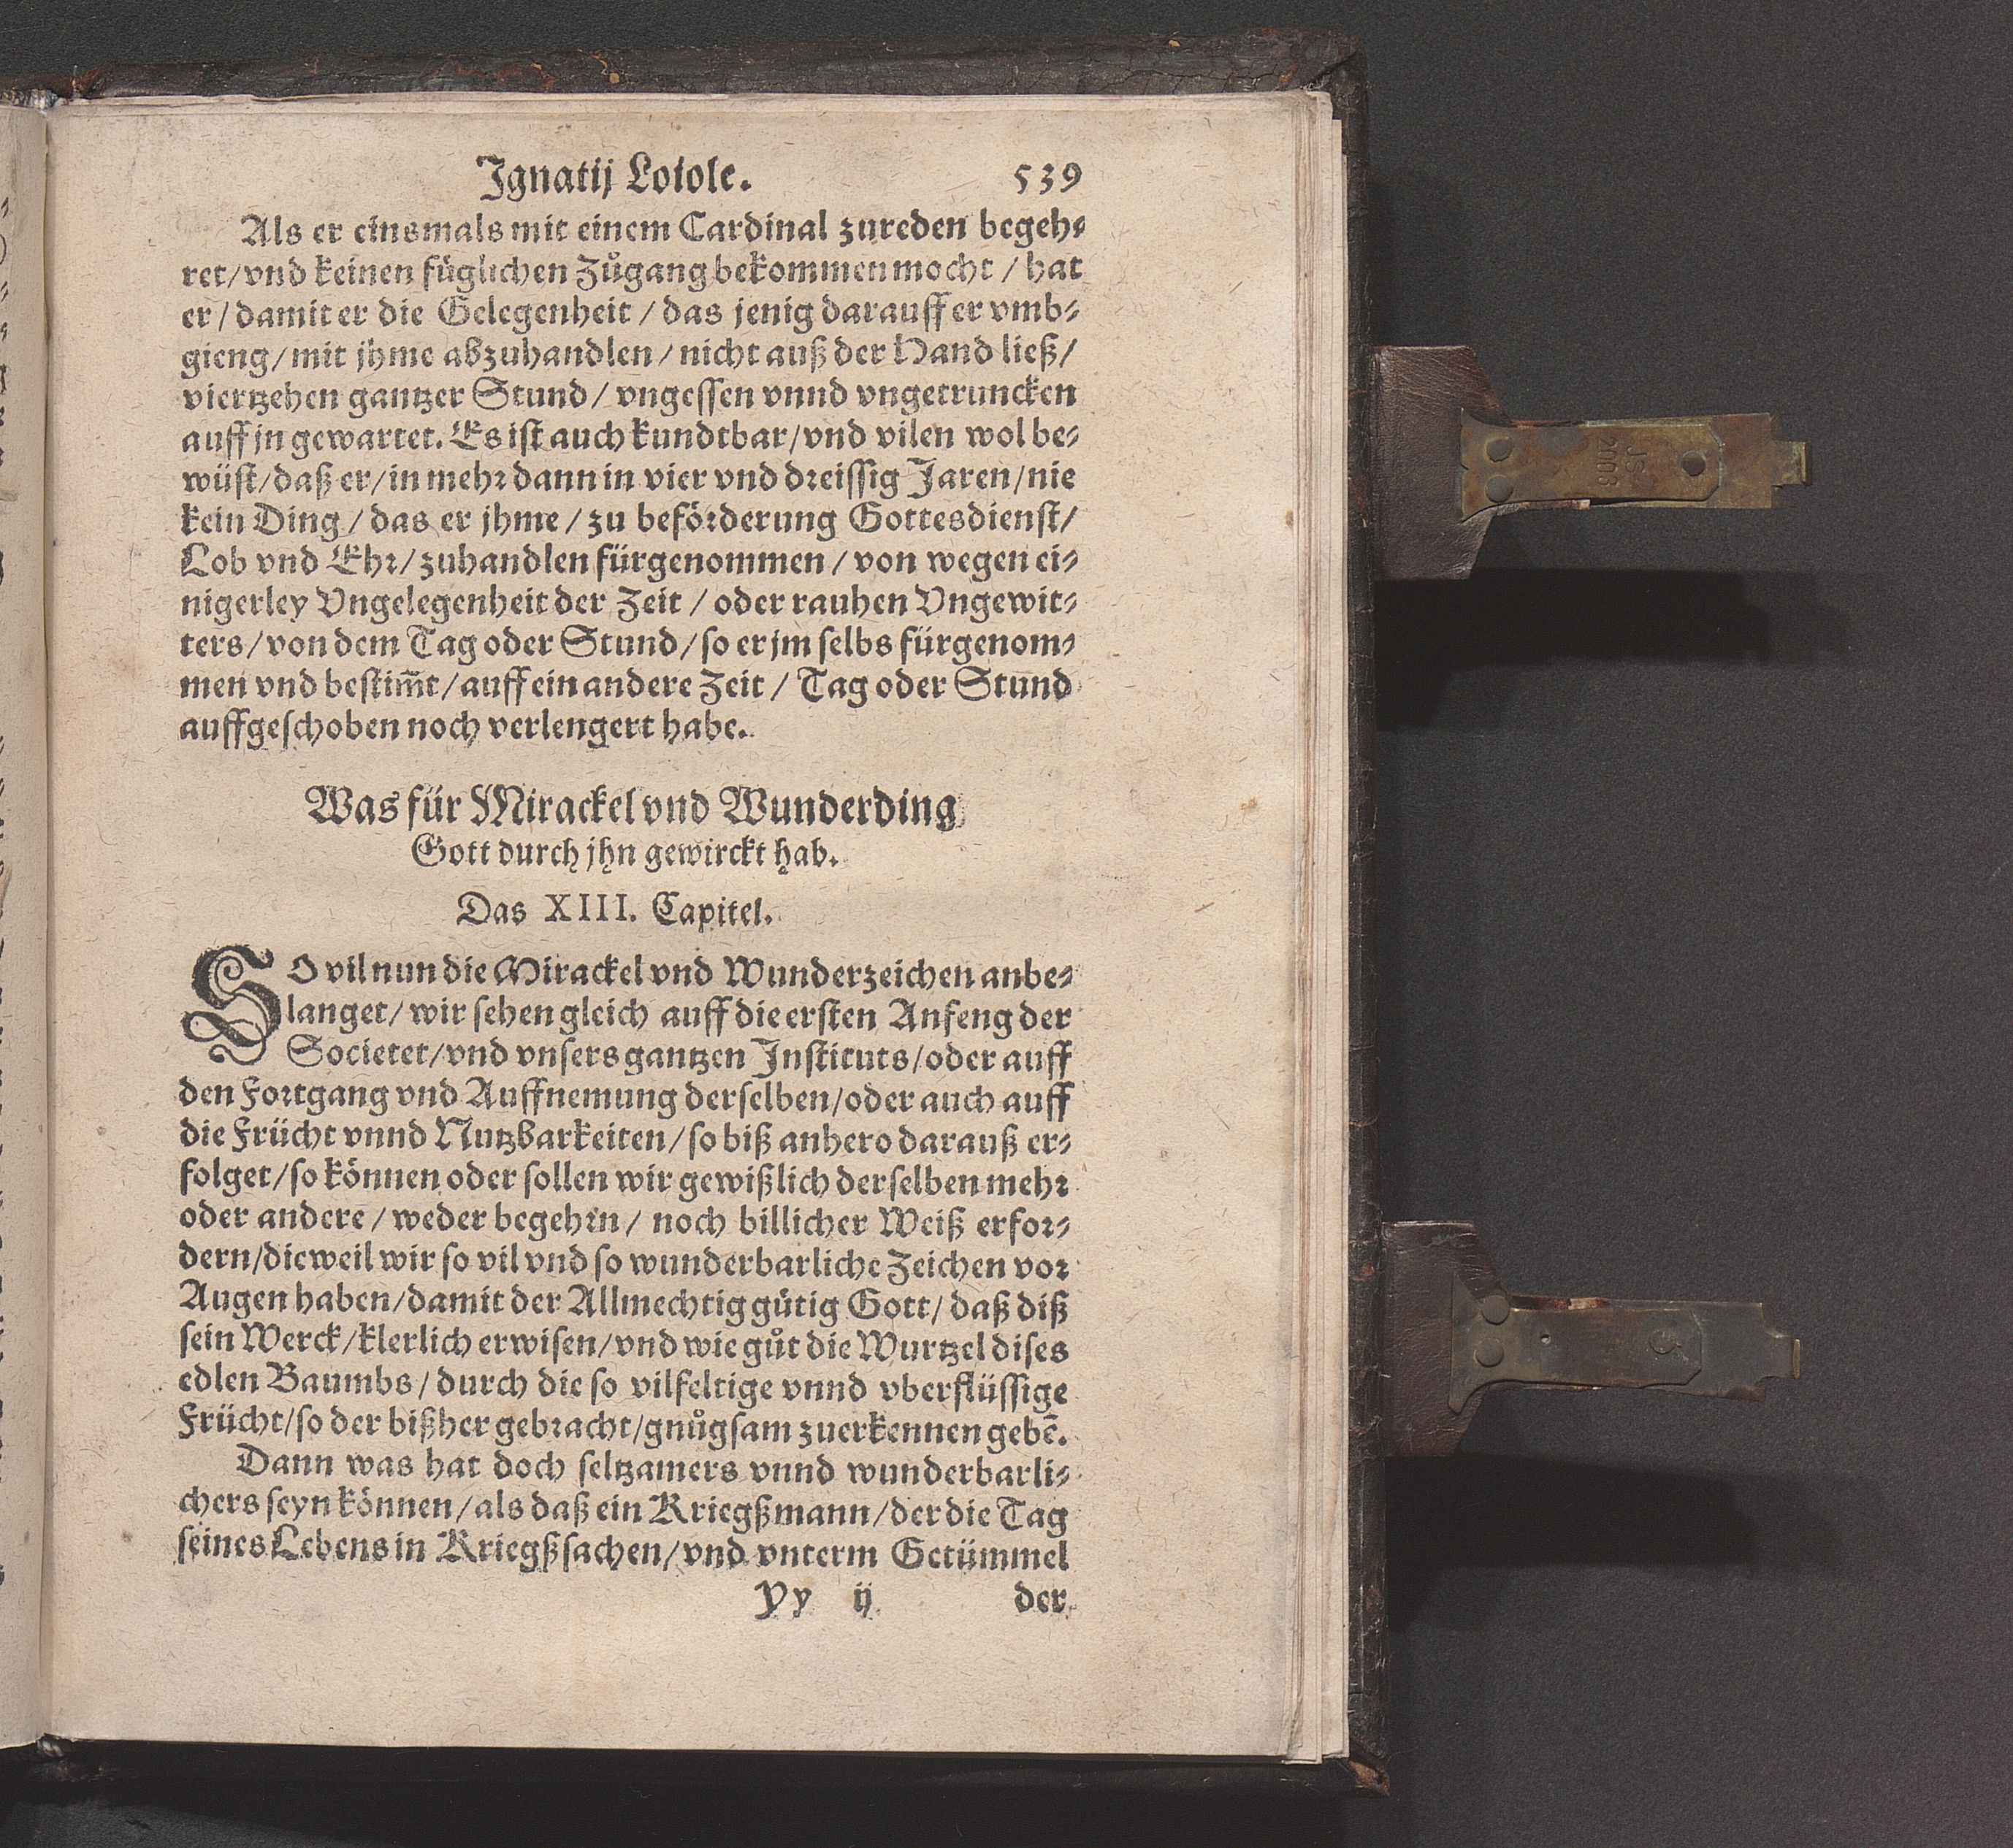 Ignatij Loiole. 539
Als er einsmals mit einem Cardinal zureden begeh⸗
ret/vnd keinen füglichen Zůgang bekommen mocht / hat
er / damit er die Gelegenheit / das jenig darauff er vmb⸗
gieng/mit jhme abzuhandlen / nicht auß der Hand ließ/
viertzehen gantzer Stund / vngessen vnnd vngetruncken
auff jn gewartet. Es ist auch kundtbar/vnd vilen wol be⸗
wüst/daß er/in mehr dann in vier vnd dreissig Jaren/nie
kein Ding / das er jhme / zu beförderung Gottesdienst/
Lob vnd Ehr/zuhandlen fürgenommen / von wegen ei⸗
nigerley Vngelegenheit der Zeit / oder rauhen Vngewit⸗
ters/von dem Tag oder Stund/so er jm selbs fürgenom⸗
men vnd bestim̃t/auff ein andere Zeit / Tag oder Stund
auffgeschoben noch verlengert habe.
Was für Mirackel vnd Wunderding
Gott durch jhn gewirckt hab.
Das XIII. Capitel.
SO vil nun die Mirackel vnd Wunderzeichen anbe⸗
langet/ wir sehen gleich auff die ersten Anfeng der
Societet/vnd vnsers gantzen Instituts/oder auff
den Fortgang vnd Auffnemung derselben/oder auch auff
die Frücht vnnd Nutzbarkeiten/so biß anhero darauß er⸗
folget/so können oder sollen wir gewißlich derselben mehr
oder andere / weder begehrn/ noch billicher Weiß erfor⸗
dern/dieweil wir so vil vnd so wunderbarliche Zeichen vor
Augen haben/damit der Allmechtig gütig Gott/ daß diß
sein Werck/klerlich erwisen/vnd wie gůt die Wurtzel dises
edlen Baumbs / durch die so vilfeltige vnnd vberflüssige
Frücht/so der bißher gebracht/gnůgsam zuerkennen gebẽ.
Dann was hat doch seltzamers vnnd wunderbarli⸗
chers seyn können/als daß ein Kriegßmann/der die Tag
seines Lebens in Kriegßsachen/vnd vnterm Getümmel
Yy ij der
JS
2006